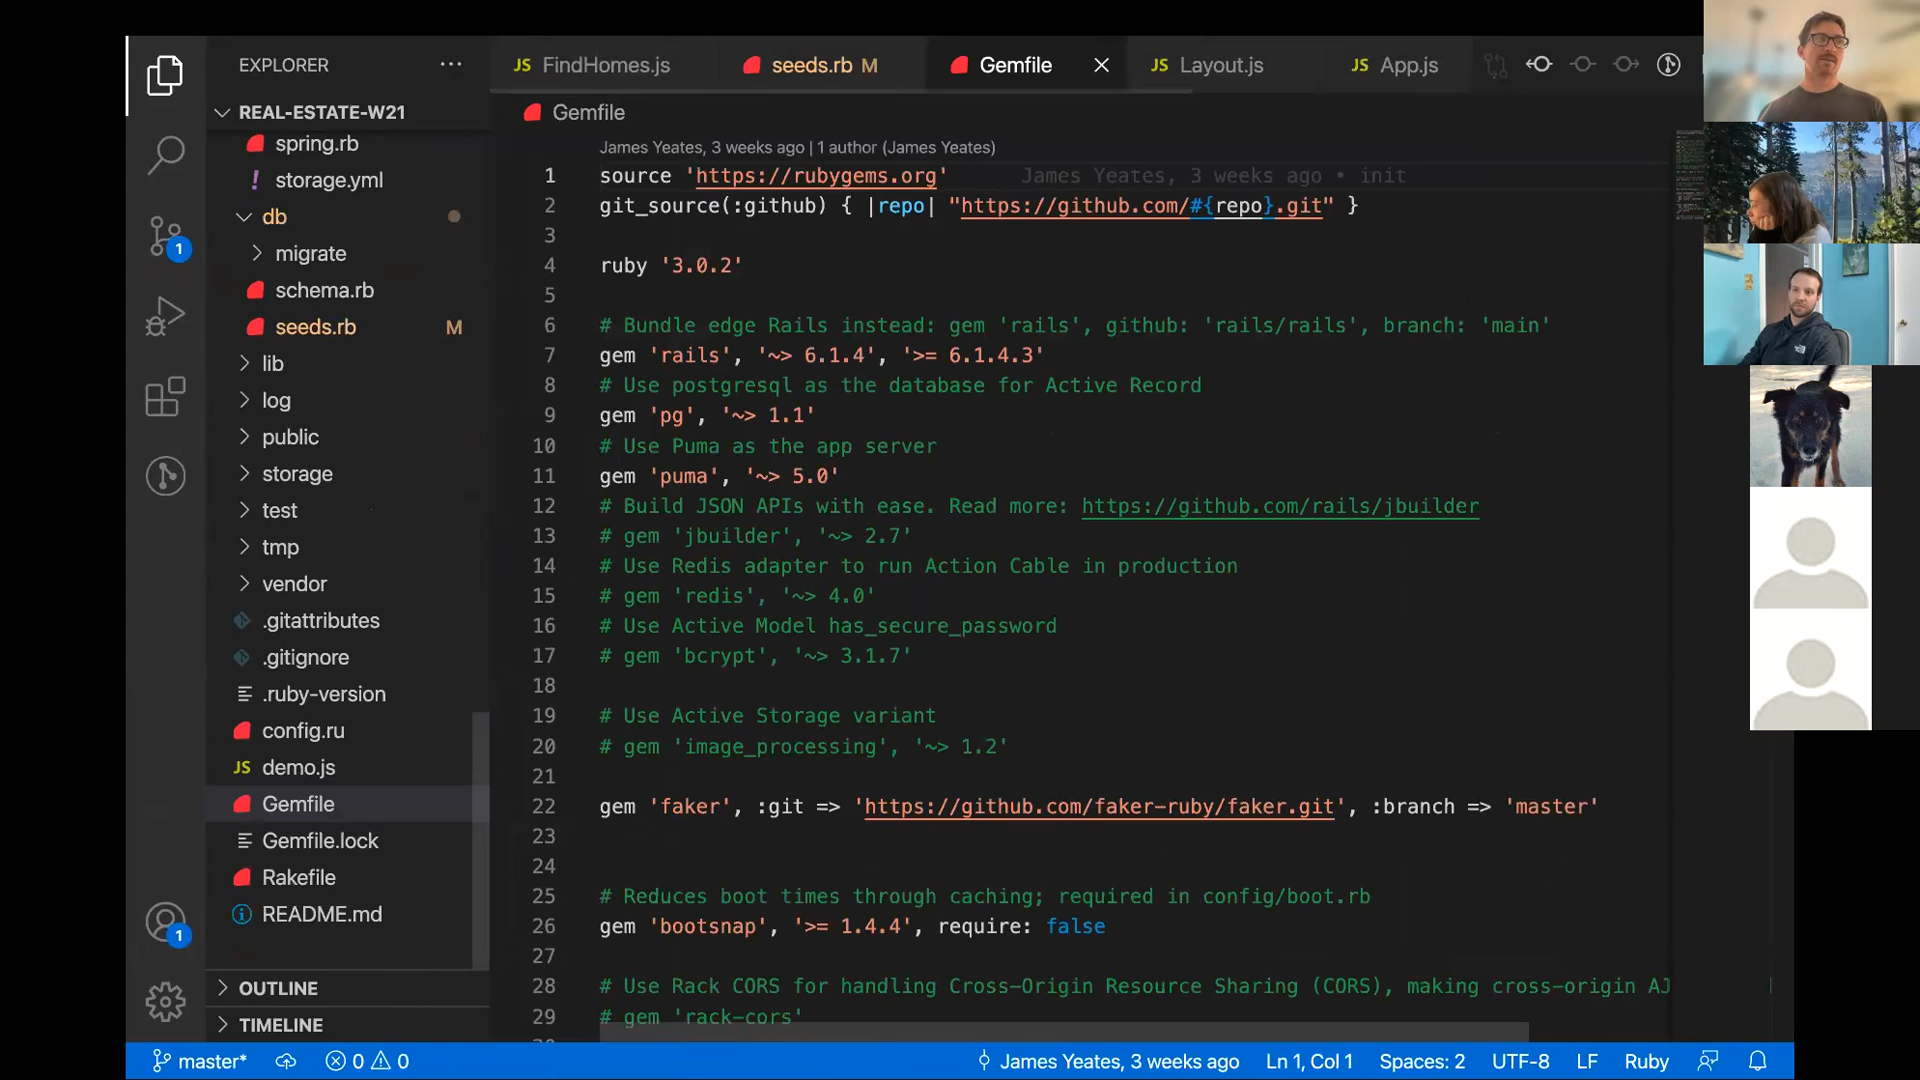 EXPLORER
REAL-ESTATE-W21
spring.rb
! storage.yml
db
migrate
schema.rb
seeds.rb M
lib
log
public
storage
test
tmp
vendor
.gitattributes
.gitignore
.ruby-version
config.ru
JS demo.js
Gemfile
Gemfile.lock
Rakefile
README.md
OUTLINE
TIMELINE
1
1
JS FindHomes.js
seeds.rb M
Gemfile
JS Layout.js
JS App.js
Gemfile
James Yeates, 3 weeks ago | 1 author (James Yeates)
1 source 'https://rubygems.org' James Yeates, 3 weeks ago • init
2 git_source(:github) { |repo| "https://github.com/#{repo}.git" }
3
4 ruby '3.0.2'
5
6 # Bundle edge Rails instead: gem 'rails', github: 'rails/rails', branch: 'main'
7 gem 'rails', '~> 6.1.4', '>= 6.1.4.3'
8 # Use postgresql as the database for Active Record
9 gem 'pg', '~> 1.1'
10 # Use Puma as the app server
11 gem 'puma', '~> 5.0'
12 # Build JSON APIs with ease. Read more: https://github.com/rails/jbuilder
13 # gem 'jbuilder', '~> 2.7'
14 # Use Redis adapter to run Action Cable in production
15 # gem 'redis', '~> 4.0'
16 # Use Active Model has_secure_password
17 # gem 'bcrypt', '~> 3.1.7'
18
19 # Use Active Storage variant
20 # gem 'image_processing', '~> 1.2'
21
22 gem 'faker', :git => 'https://github.com/faker-ruby/faker.git', :branch => 'master'
23
24
25 # Reduces boot times through caching; required in config/boot.rb
26 gem 'bootsnap', '>= 1.4.4', require: false
27
28 # Use Rack CORS for handling Cross-Origin Resource Sharing (CORS), making cross-origin AJ
29 # gem 'rack-cors'
master* 0 0 James Yeates, 3 weeks ago Ln 1, Col 1 Spaces: 2 UTF-8 LF Ruby